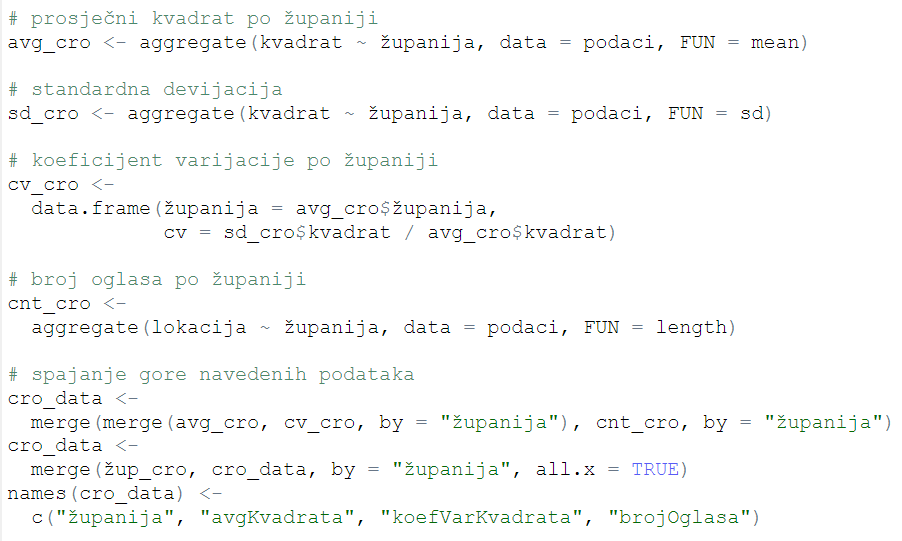 # prosječni kvadrat po županiji
avg_cro <- aggregate(kvadrat ~ županija, data = podaci, FUN = mean)
# standardna devijacija
sd_cro <- aggregate(kvadrat ~ županija, data = podaci, FUN = sd)
# koeficijent varijacije po županiji
cv_cro <-
data.frame(županija = avg_cro$županija,
cv = sd_cro$kvadrat / avg_cro$kvadrat)
# broj oglasa po županiji
cnt_cro <-
aggregate(lokacija ~ županija, data = podaci, FUN = length)
# spajanje gore navedenih podataka
cro_data <-
merge(merge(avg_cro, cv_cro, by = "županija"), cnt_cro, by = "županija")
cro_data <-
merge(žup_cro, cro_data, by = "županija", all.x = TRUE)
names(cro_data) <-
c("županija", "avgKvadrata", "koefVarKvadrata", "brojOglasa")